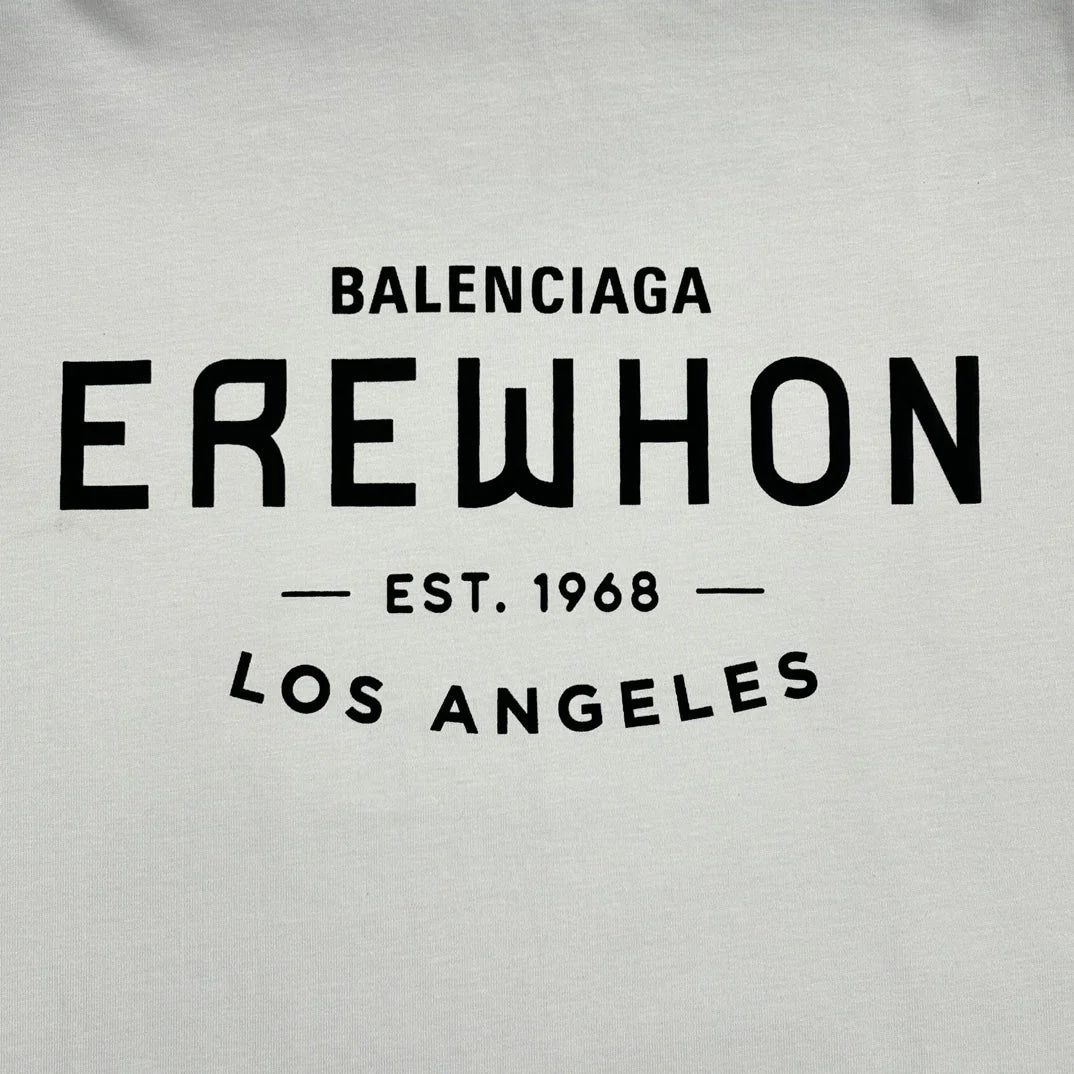 BALENCIAGA
EREWHON
— EST. 1968 —
LOS ANGELES